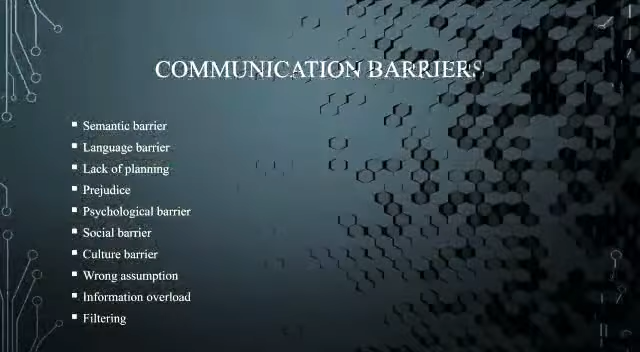 COMMUNICATION BARRIERS
Semantic barrier
Language barrier
Lack of planning
Prejudice
Psychological barrier
Social barrier
Culture barrier
Wrong assumption
Information overload
Filtering